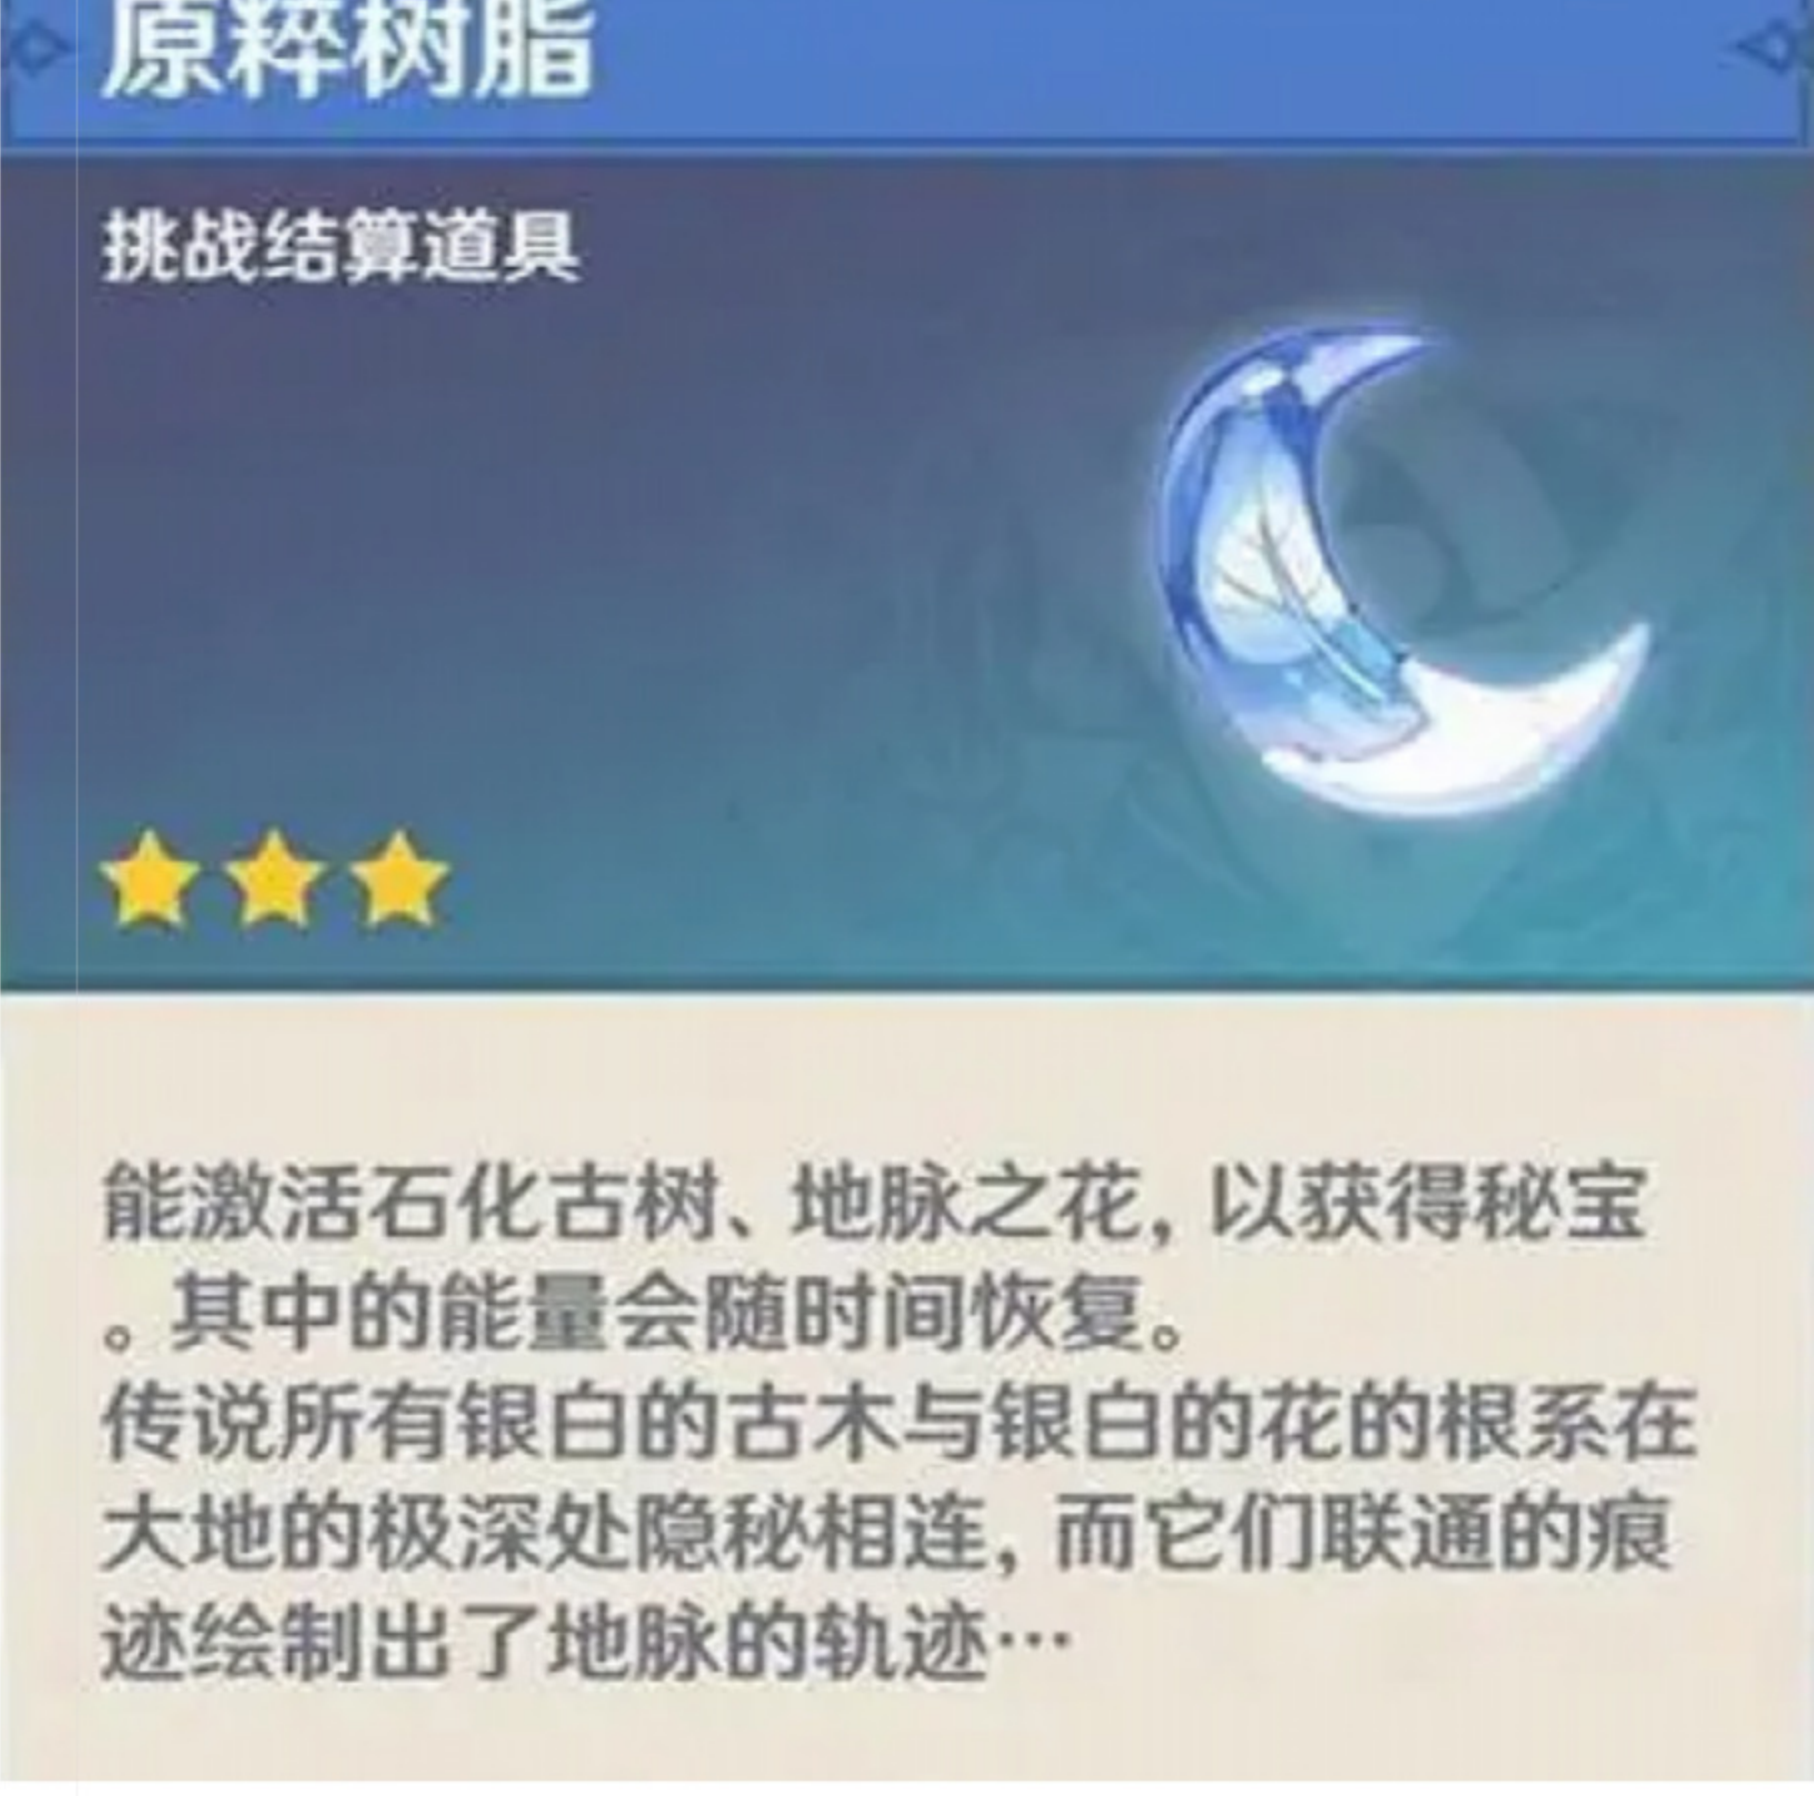 原粹树脂
挑战结算道具
能激活石化古树、地脉之花，以获得秘宝
。其中的能量会随时间恢复。
传说所有银白的古木与银白的花的根系在
大地的极深处隐秘相连，而它们联通的痕
迹绘制出了地脉的轨迹…